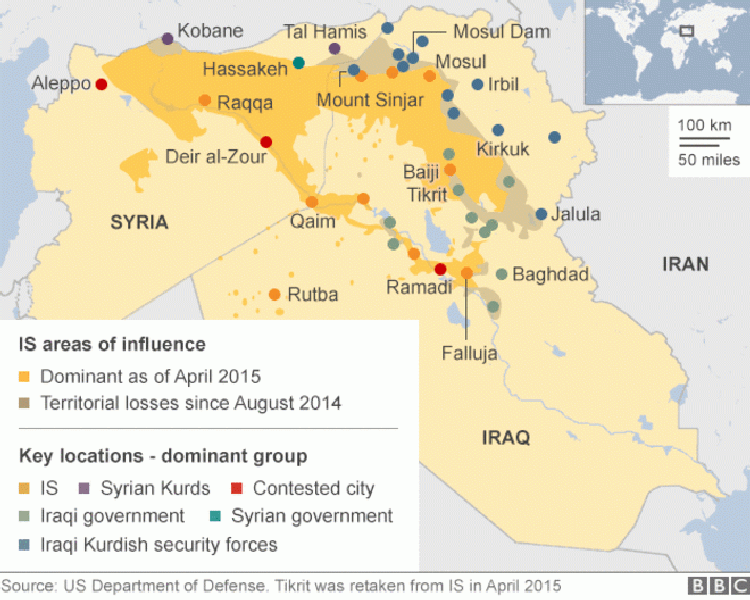 Kobane
Tal Hamis
Mosul Dam
Hassakeh
Mosul
Aleppo
Raqqa
Mount Sinjar
Irbil
100 km
50 miles
Kirkuk
Deir al-Zour
Baiji
Tikrit
SYRIA
Qaim
Jalula
IRAN
Ramadi
Baghdad
Rutba
Falluja
IRAQ
IS areas of influence
Dominant as of April 2015
Territorial losses since August 2014
Key locations - dominant group
IS Syrian Kurds Contested city
Iraqi government Syrian government
Iraqi Kurdish security forces
Source: US Department of Defense. Tikrit was retaken from IS in April 2015
BBC